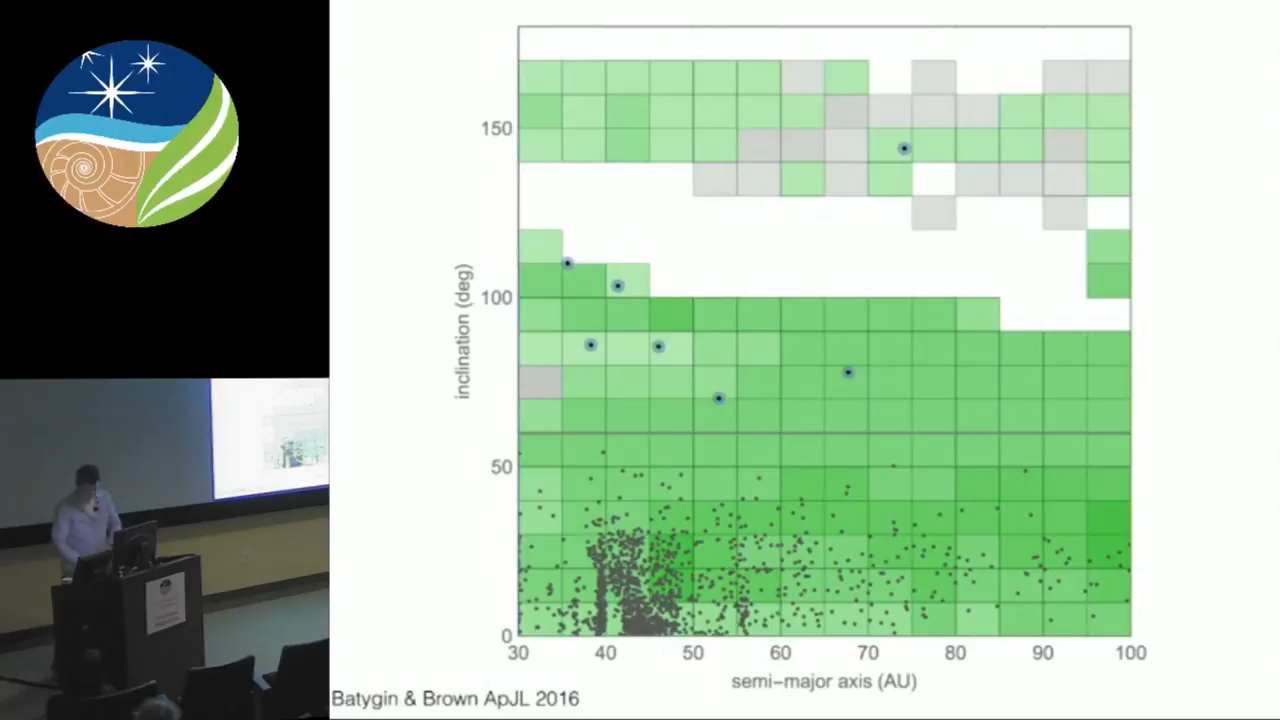 150
100
50
0
inclination (deg)
30 40 50 60 70 80 90 100
semi-major axis (AU)
Batygin & Brown ApJL 2016